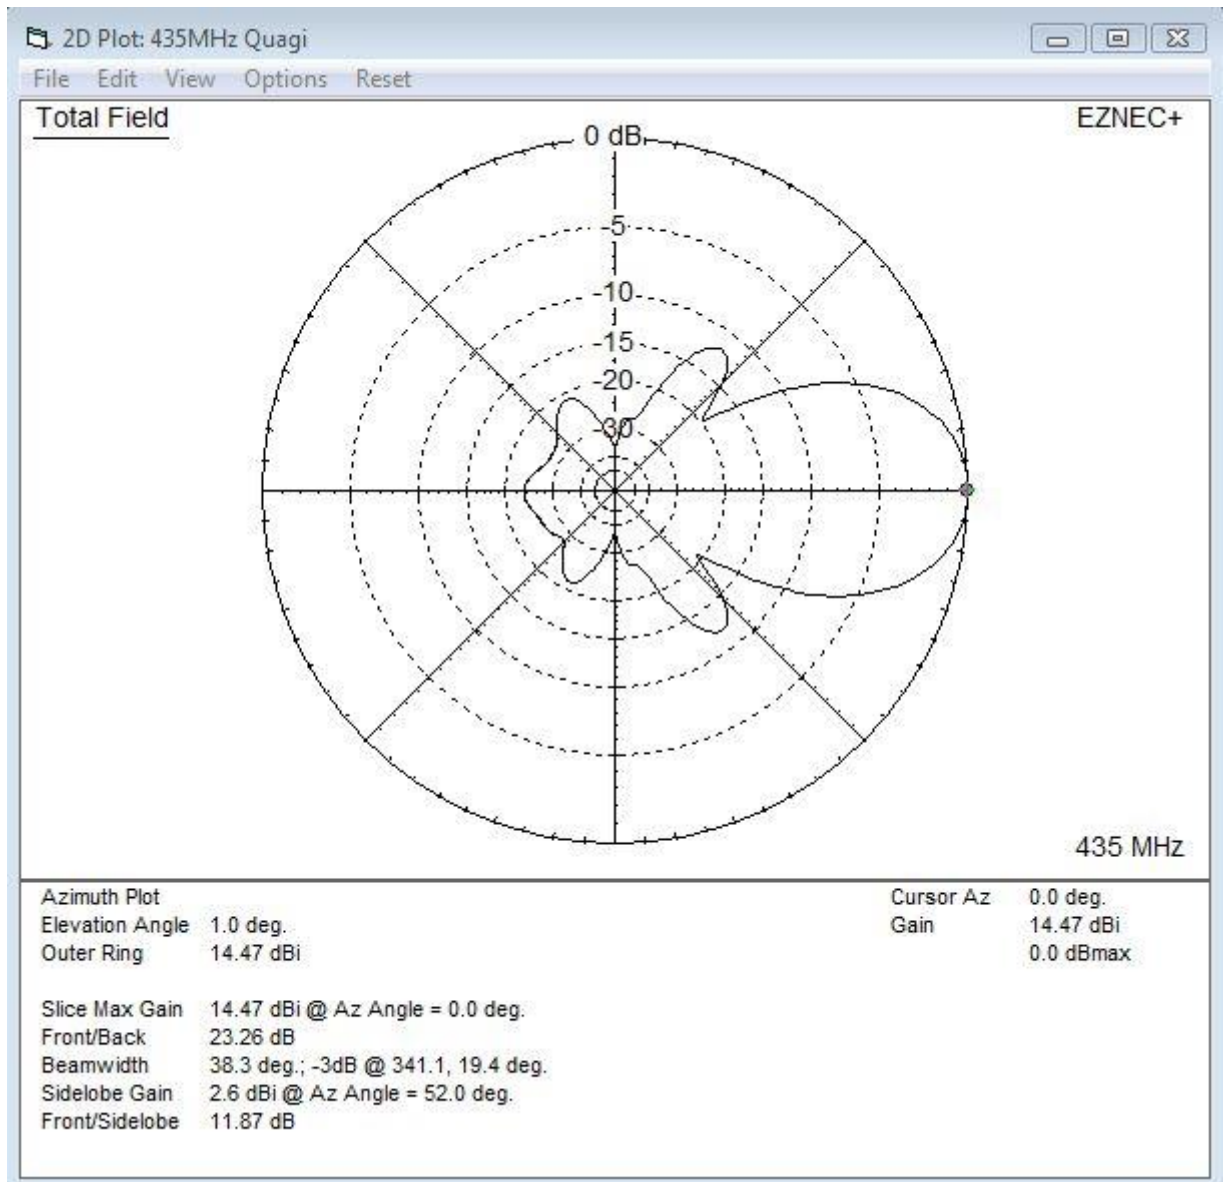 2D Plot: 435MHz Quagi
File Edit View Options Reset
Total Field
EZNEC+
0 dB
-5
-10
-15
-20
-30
435 MHz
Azimuth Plot
Elevation Angle 1.0 deg.
Outer Ring 14.47 dBi
Cursor Az 0.0 deg.
Gain 14.47 dBi
0.0 dBmax
Slice Max Gain 14.47 dBi @ Az Angle = 0.0 deg.
Front/Back 23.26 dB
Beamwidth 38.3 deg.; -3dB @ 341.1, 19.4 deg.
Sidelobe Gain 2.6 dBi @ Az Angle = 52.0 deg.
Front/Sidelobe 11.87 dB